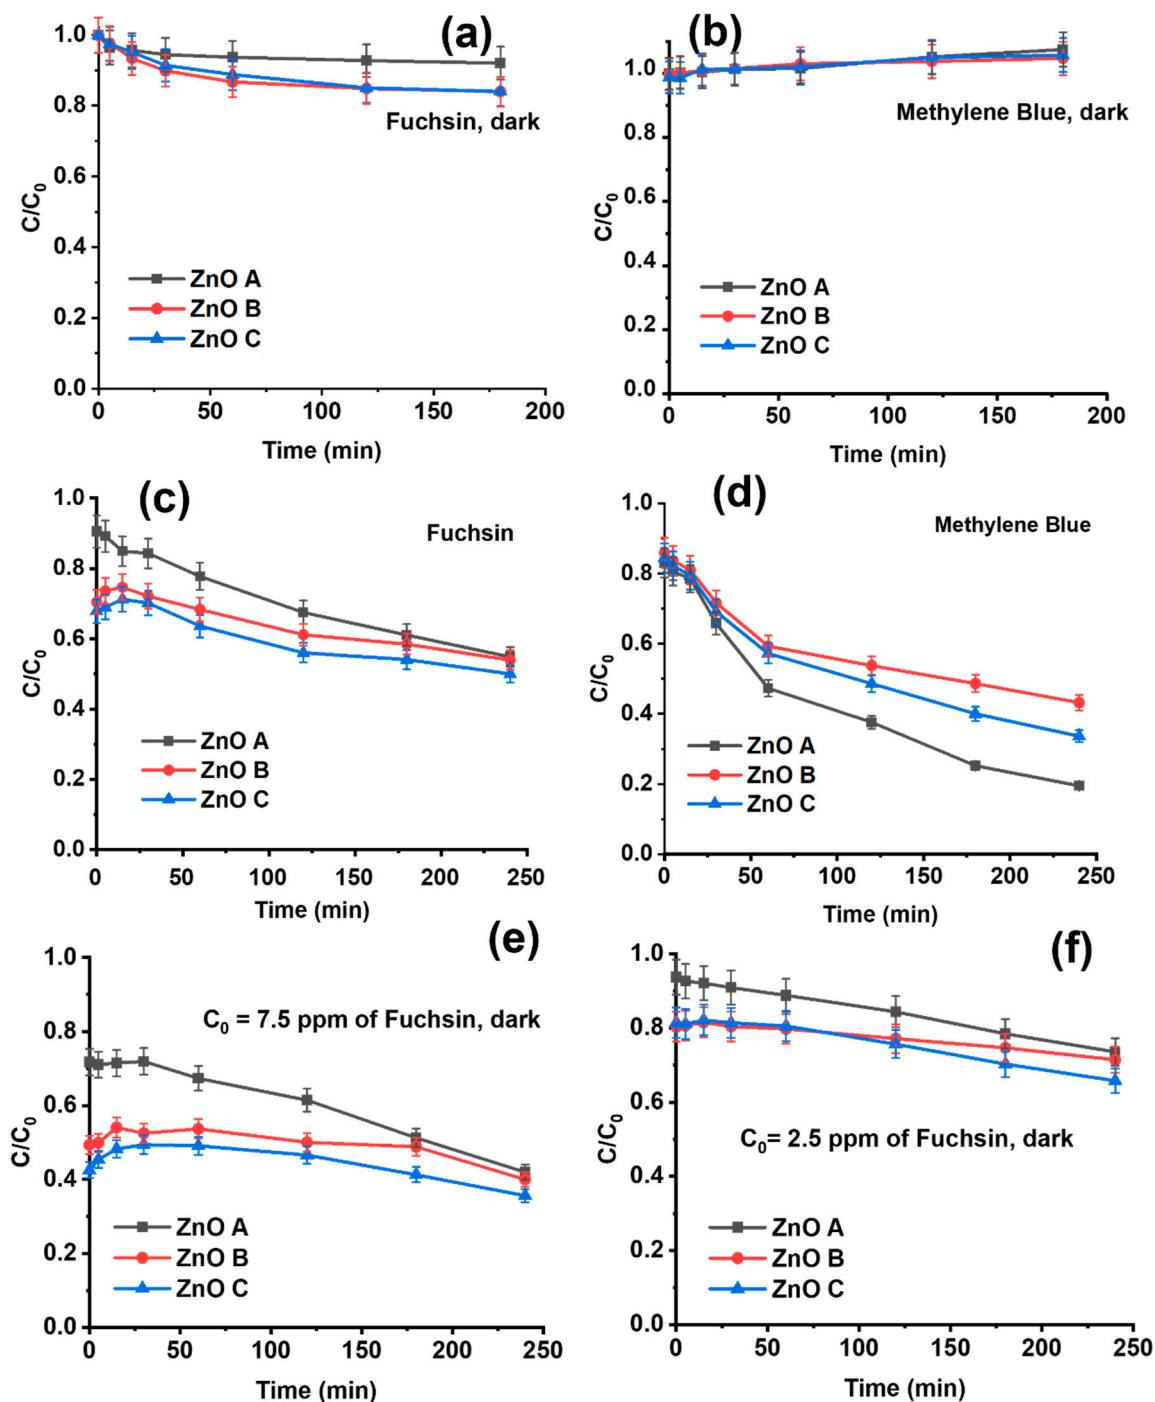 (a)
1.0
0.8
0.6
0.4
0.2
0.0
C/C0
Fuchsin, dark
ZnO A
ZnO B
ZnO C
0 50 100 150 200
Time (min)
(b)
1.0
0.8
0.6
0.4
0.2
0.0
C/C0
Methylene Blue, dark
ZnO A
ZnO B
ZnO C
0 50 100 150 200
Time (min)
(c)
1.0
0.8
0.6
0.4
0.2
0.0
C/C0
Fuchsin
ZnO A
ZnO B
ZnO C
0 50 100 150 200 250
Time (min)
(d)
1.0
0.8
0.6
0.4
0.2
0.0
C/C0
Methylene Blue
ZnO A
ZnO B
ZnO C
0 50 100 150 200 250
Time (min)
(e)
1.0
0.8
0.6
0.4
0.2
0.0
C/C0
C0 = 7.5 ppm of Fuchsin, dark
ZnO A
ZnO B
ZnO C
0 50 100 150 200 250
Time (min)
(f)
1.0
0.8
0.6
0.4
0.2
0.0
C/C0
C0= 2.5 ppm of Fuchsin, dark
ZnO A
ZnO B
ZnO C
0 50 100 150 200 250
Time (min)